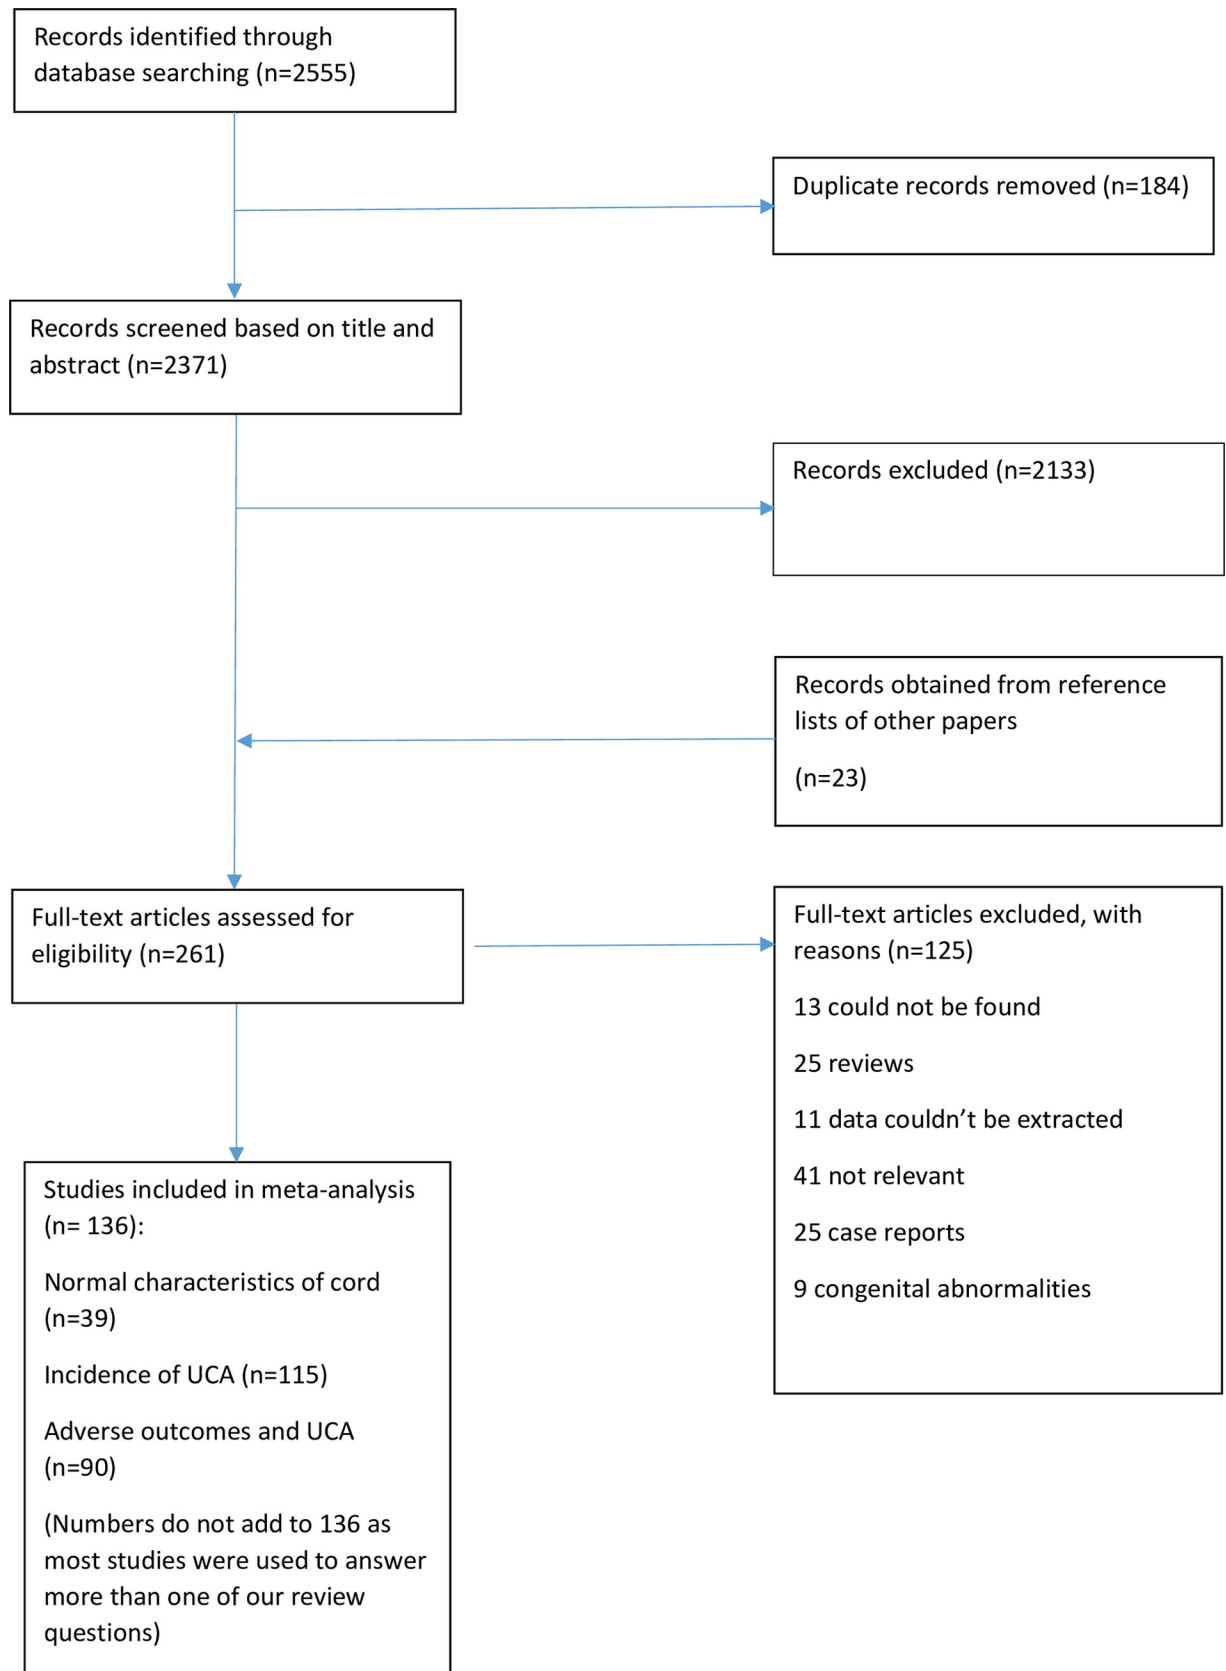 Records identified through
database searching (n=2555)
Duplicate records removed (n=184)
Records screened based on title and
abstract (n=2371)
Records excluded (n=2133)
Records obtained from reference
lists of other papers
(n=23)
Full-text articles assessed for
eligibility (n=261)
Full-text articles excluded, with
reasons (n=125)
13 could not be found
25 reviews
11 data couldn’t be extracted
41 not relevant
25 case reports
9 congenital abnormalities
Studies included in meta-analysis
(n= 136):
Normal characteristics of cord
(n=39)
Incidence of UCA (n=115)
Adverse outcomes and UCA
(n=90)
(Numbers do not add to 136 as
most studies were used to answer
more than one of our review
questions)